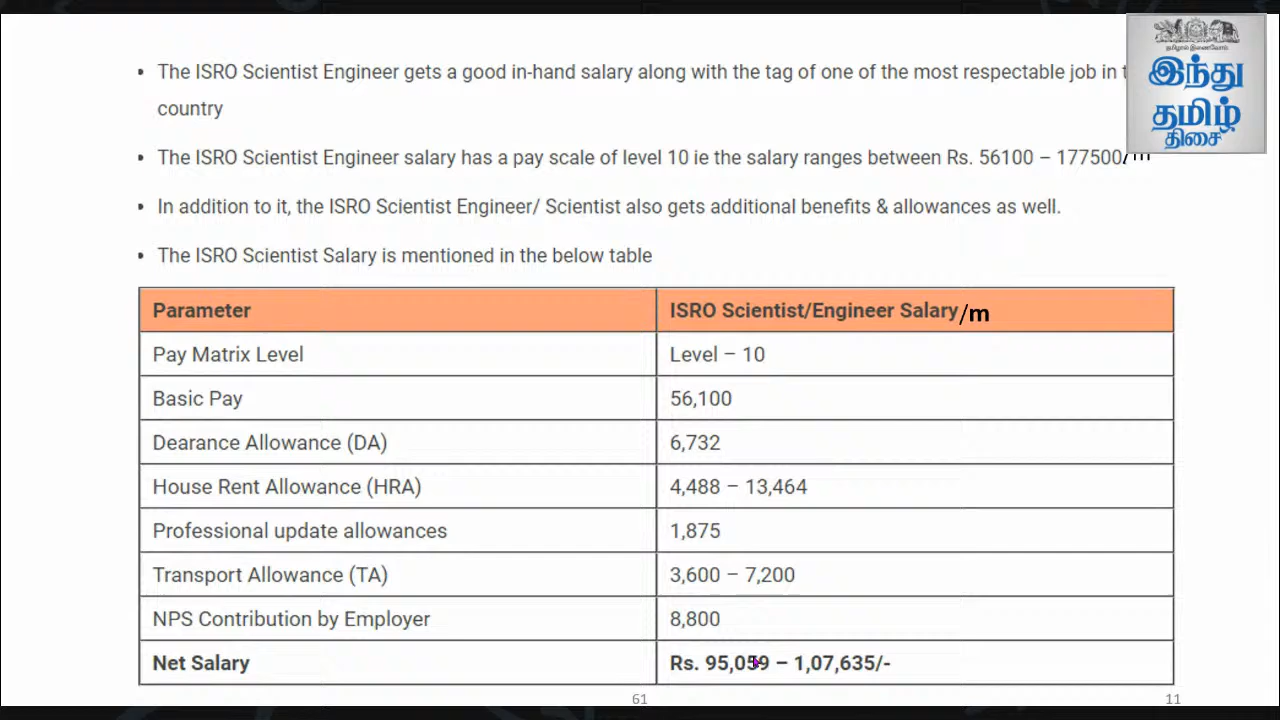 தமிழால் இணைவோம்
இந்து
தமிழ்
திசை
• The ISRO Scientist Engineer gets a good in-hand salary along with the tag of one of the most respectable job in
country
• The ISRO Scientist Engineer salary has a pay scale of level 10 ie the salary ranges between Rs. 56100 – 177500/m
• In addition to it, the ISRO Scientist Engineer/ Scientist also gets additional benefits & allowances as well.
• The ISRO Scientist Salary is mentioned in the below table
Parameter ISRO Scientist/Engineer Salary/m
Pay Matrix Level Level – 10
Basic Pay 56,100
Dearance Allowance (DA) 6,732
House Rent Allowance (HRA) 4,488 – 13,464
Professional update allowances 1,875
Transport Allowance (TA) 3,600 – 7,200
NPS Contribution by Employer 8,800
Net Salary Rs. 95,059 – 1,07,635/-
61 11